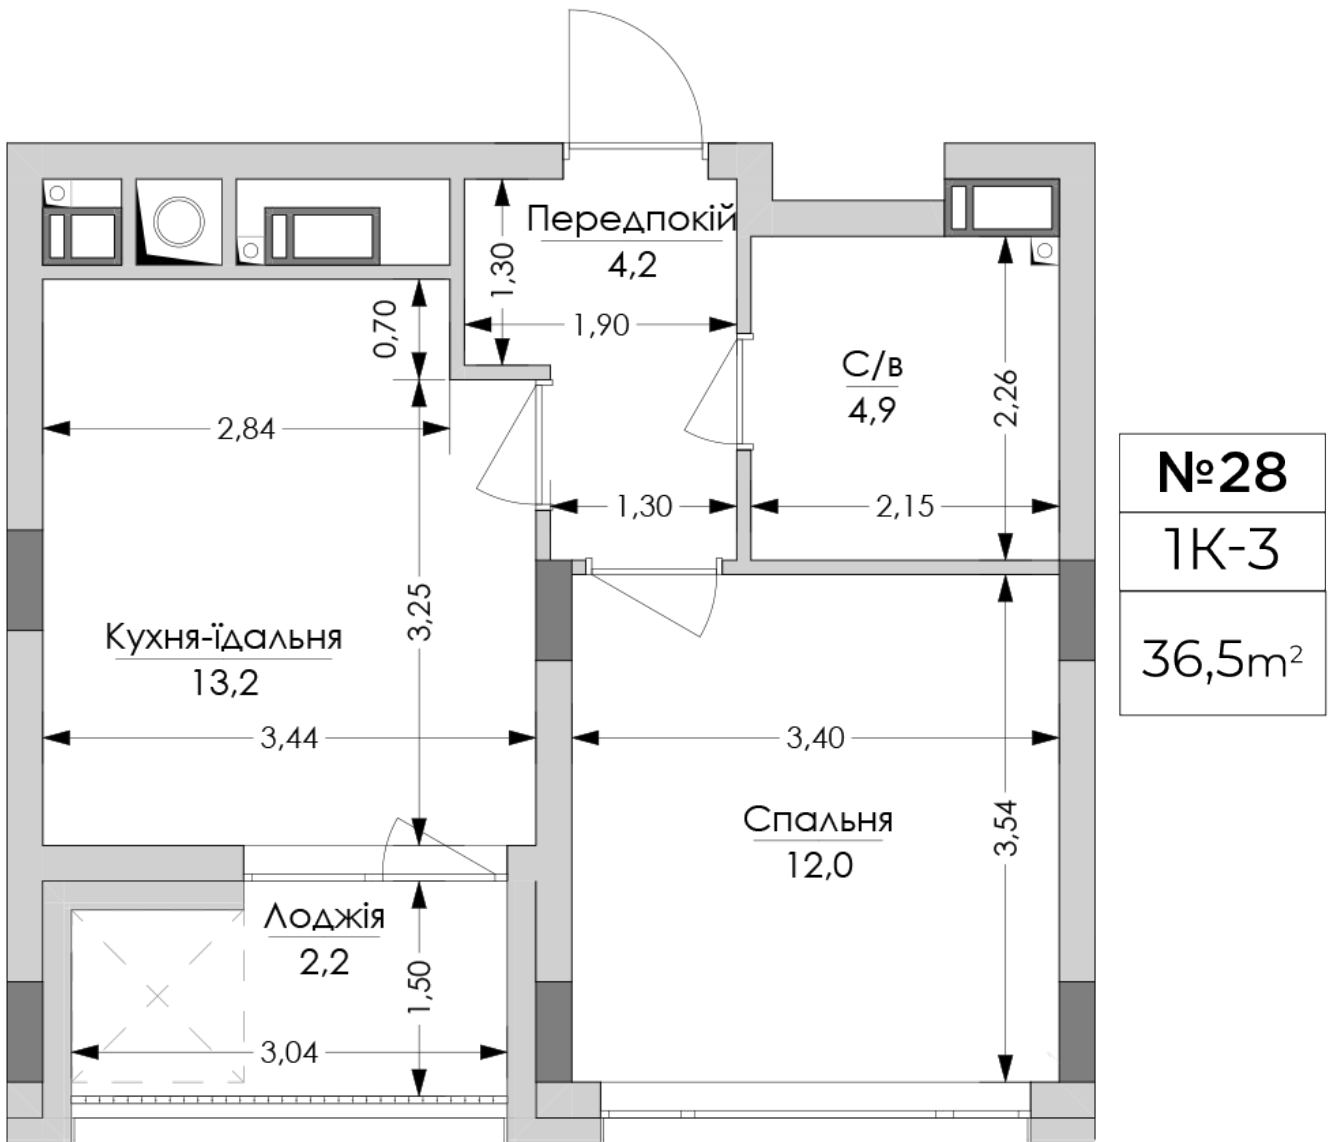 Передпокій
4,2
1,30
1,90
0,70
С/в
4,9
2,26
2,84
1,30
2,15
№28
1К-3
36,5m²
3,25
Кухня-їдальня
13,2
3,44
3,40
Спальня
12,0
3,54
Лоджія
2,2
1,50
3,04